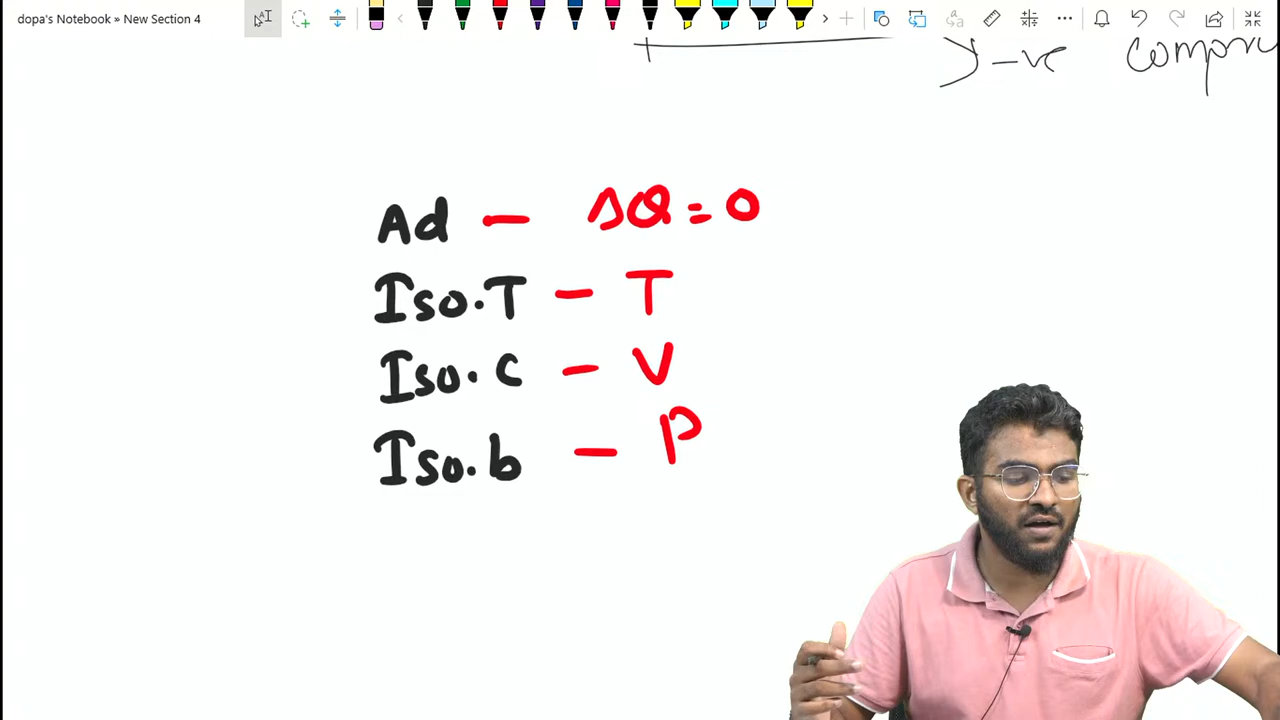 dopa's Notebook » New Section 4
y -ve
Ad - ΔQ = 0
Iso.T - T
Iso.C - V
Iso.b - P